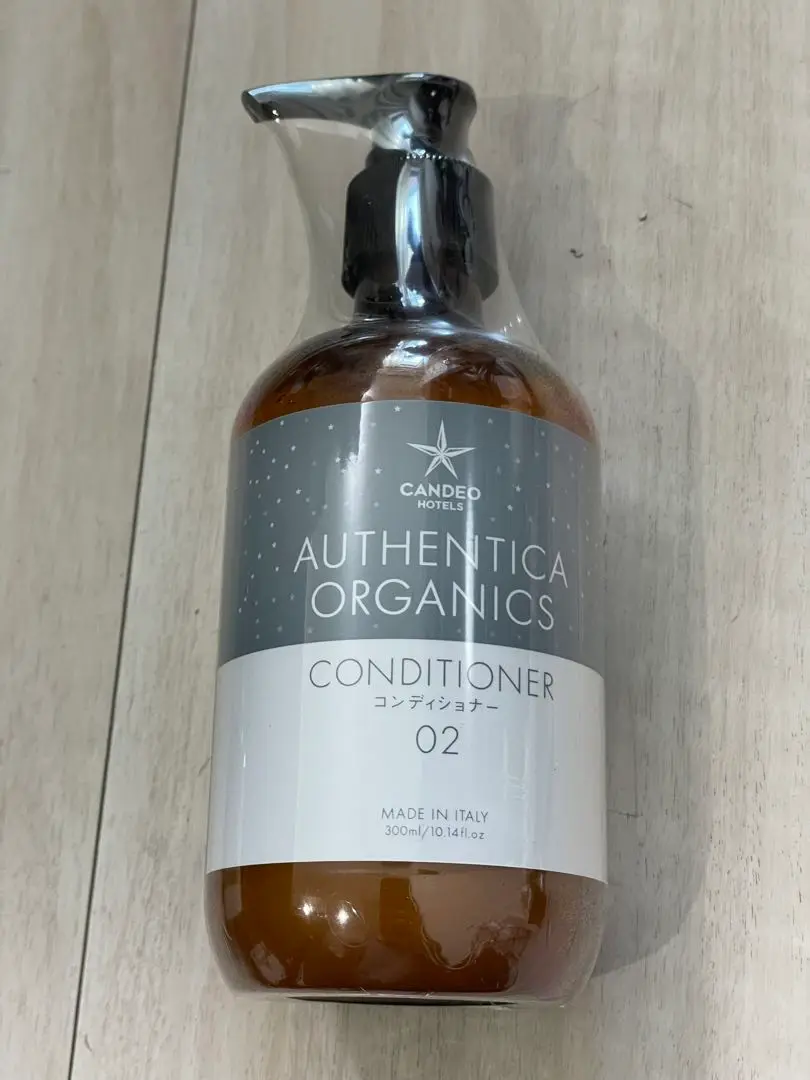 CANDEO
HOTELS
AUTHENTICA
ORGANICS
CONDITIONER
コンディショナー
02
MADE IN ITALY
300ml/10.14fl.oz